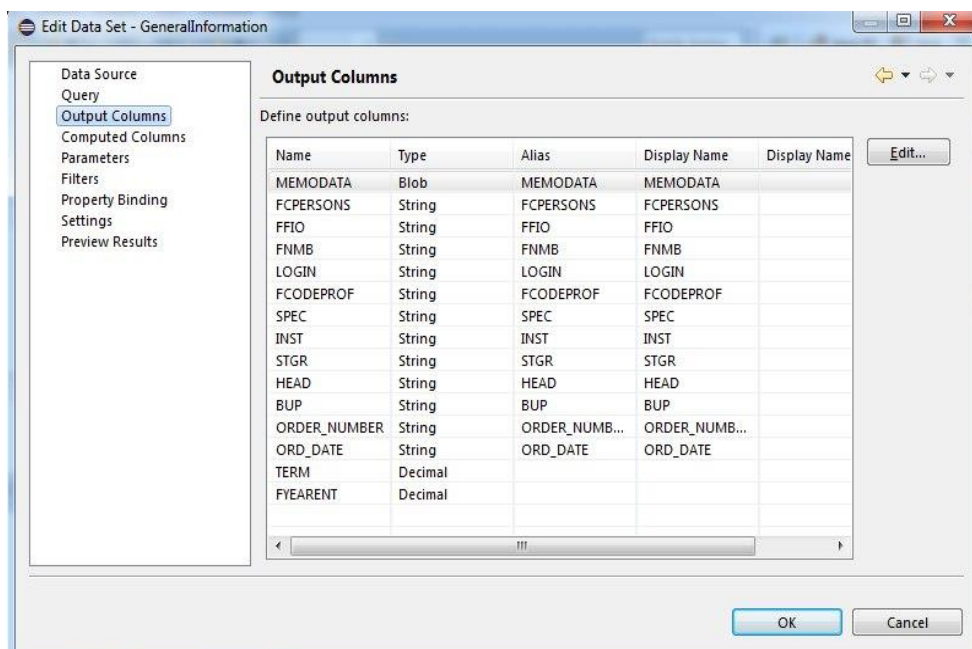 Edit Data Set - GeneralInformation
Data Source
Query
Output Columns
Computed Columns
Parameters
Filters
Property Binding
Settings
Preview Results
Output Columns
Define output columns:
Name Type Alias Display Name Display Name
MEMODATA Blob MEMODATA MEMODATA
FCPERSONS String FCPERSONS FCPERSONS
FFIO String FFIO FFIO
FNMB String FNMB FNMB
LOGIN String LOGIN LOGIN
FCODEPROF String FCODEPROF FCODEPROF
SPEC String SPEC SPEC
INST String INST INST
STGR String STGR STGR
HEAD String HEAD HEAD
BUP String BUP BUP
ORDER_NUMBER String ORDER_NUMB... ORDER_NUMB...
ORD_DATE String ORD_DATE ORD_DATE
TERM Decimal
FYEARENT Decimal
Edit...
OK Cancel